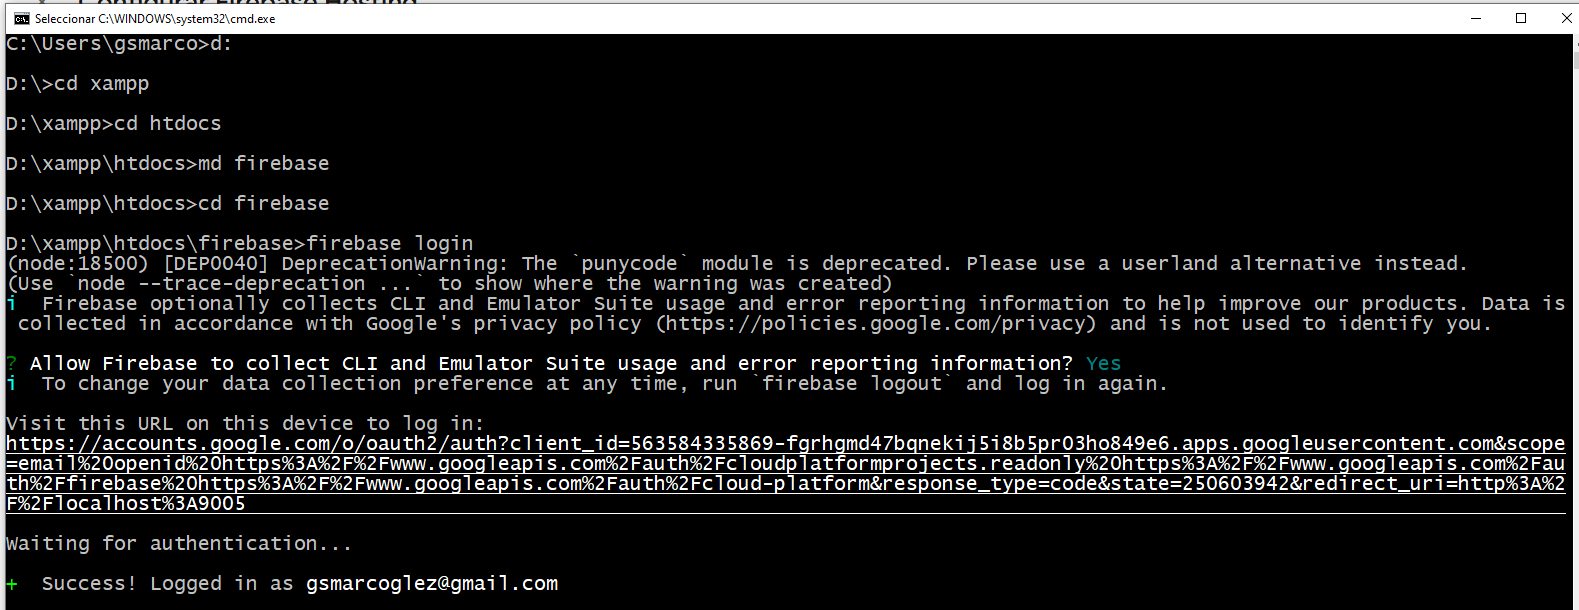 Configurar Firebase Hosting
Seleccionar C:\WINDOWS\system32\cmd.exe
C:\Users\gsmarco>d:
D:\>cd xampp
D:\xampp>cd htdocs
D:\xampp\htdocs>md firebase
D:\xampp\htdocs>cd firebase
D:\xampp\htdocs\firebase>firebase login
(node:18500) [DEP0040] DeprecationWarning: The `punycode` module is deprecated. Please use a userland alternative instead.
(Use `node --trace-deprecation ...` to show where the warning was created)
i  Firebase optionally collects CLI and Emulator Suite usage and error reporting information to help improve our products. Data is
collected in accordance with Google's privacy policy (https://policies.google.com/privacy) and is not used to identify you.
? Allow Firebase to collect CLI and Emulator Suite usage and error reporting information? Yes
i  To change your data collection preference at any time, run `firebase logout` and log in again.
Visit this URL on this device to log in:
https://accounts.google.com/o/oauth2/auth?client_id=563584335869-fgrhgmd47bqnekij5i8b5pr03ho849e6.apps.googleusercontent.com&scope
=email%20openid%20https%3A%2F%2Fwww.googleapis.com%2Fauth%2Fcloudplatformprojects.readonly%20https%3A%2F%2Fwww.googleapis.com%2Fau
th%2Ffirebase%20https%3A%2F%2Fwww.googleapis.com%2Fauth%2Fcloud-platform&response_type=code&state=250603942&redirect_uri=http%3A%2
F%2Flocalhost%3A9005
Waiting for authentication...
+  Success! Logged in as gsmarcoglez@gmail.com